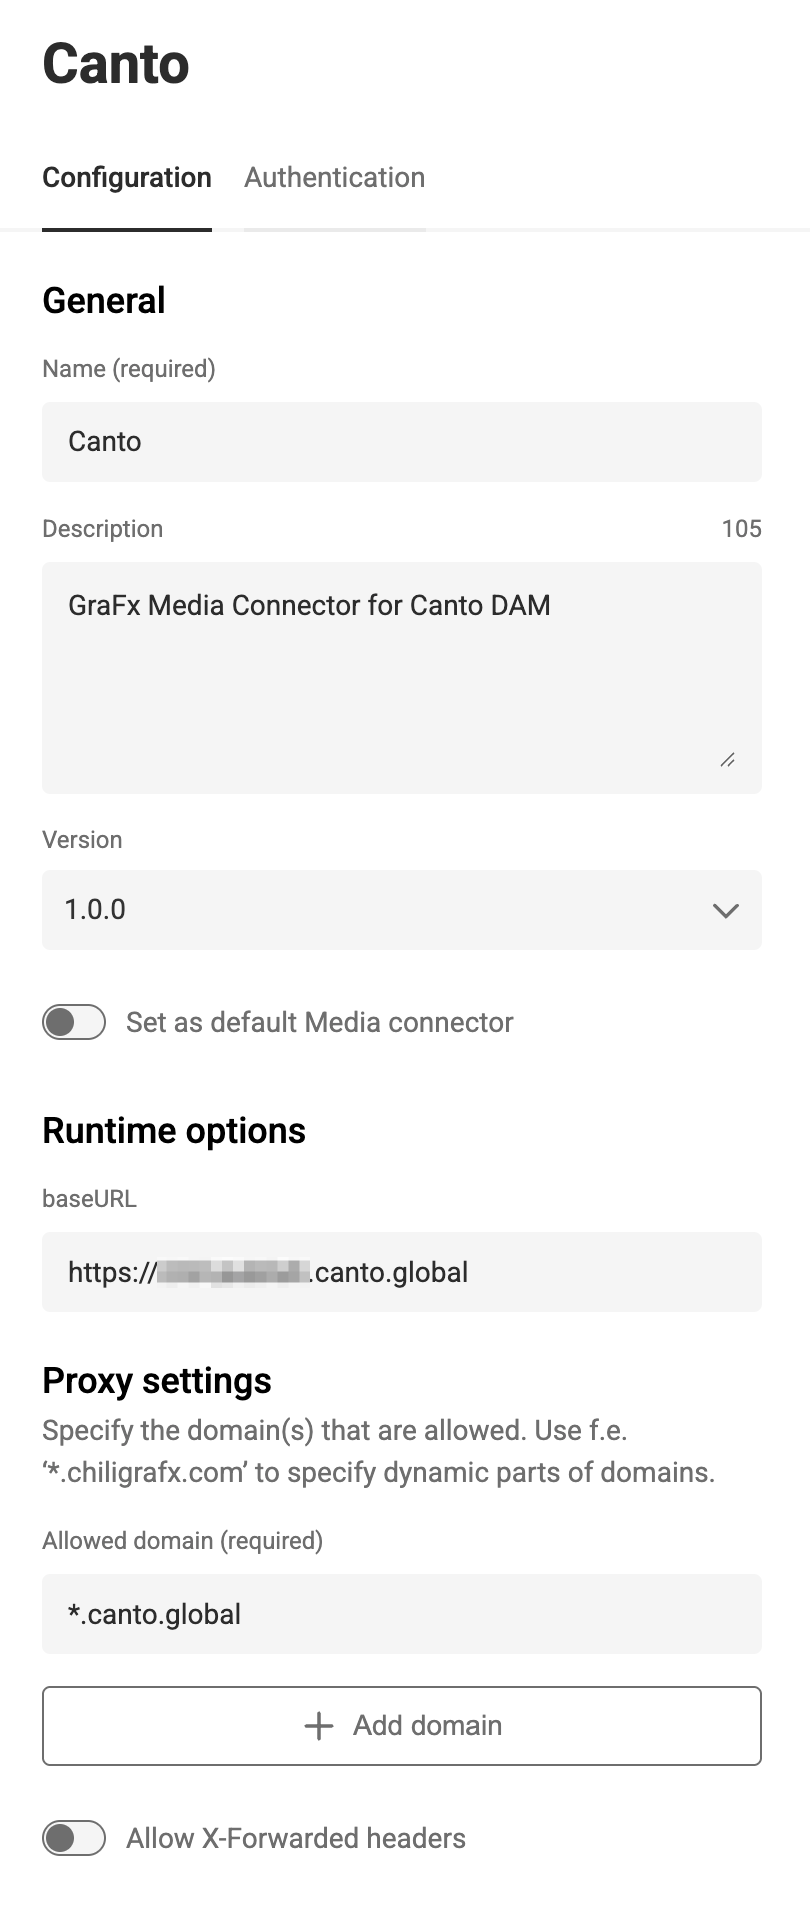 Canto
Configuration Authentication
General
Name (required)
Canto
Description 105
GraFx Media Connector for Canto DAM
Version
1.0.0
Set as default Media connector
Runtime options
baseURL
https:// .canto.global
Proxy settings
Specify the domain(s) that are allowed. Use f.e.
‘*.chiligrafx.com’ to specify dynamic parts of domains.
Allowed domain (required)
*.canto.global
Add domain
Allow X-Forwarded headers